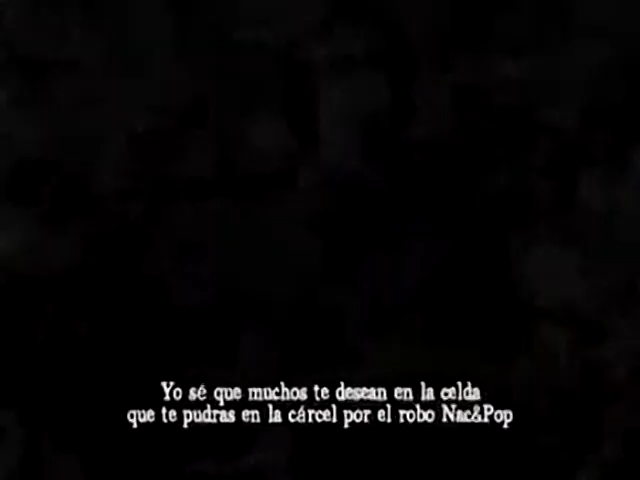 Yo sé que muchos te desean en la celda
que te pudras en la cárcel por el robo Nac&Pop